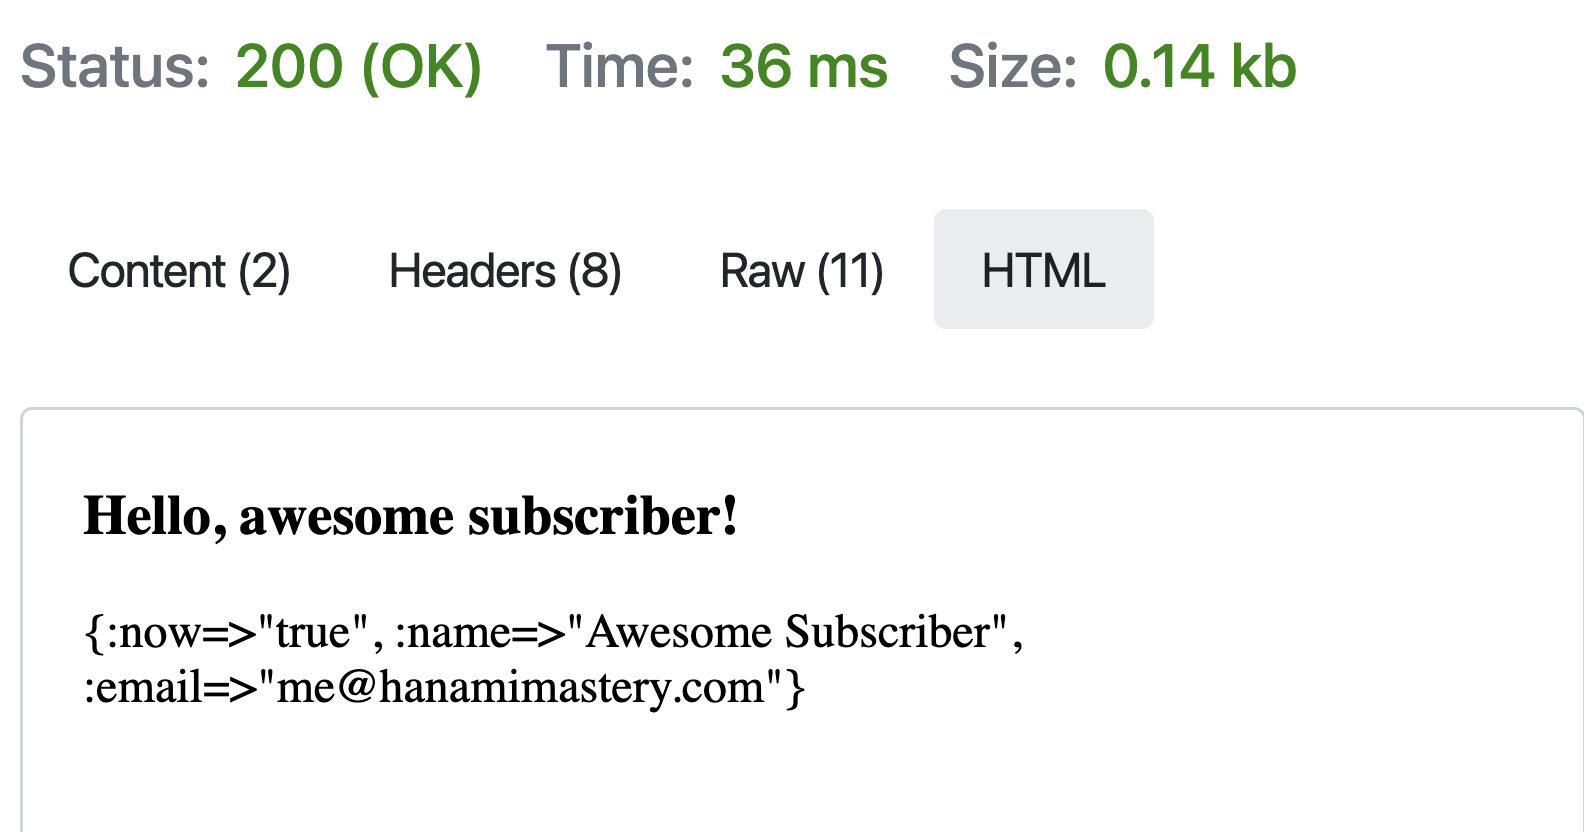 Status: 200 (OK) Time: 36 ms Size: 0.14 kb
Content (2) Headers (8) Raw (11) HTML
Hello, awesome subscriber!
{:now=>"true", :name=>"Awesome Subscriber",
:email=>"me@hanamimastery.com"}